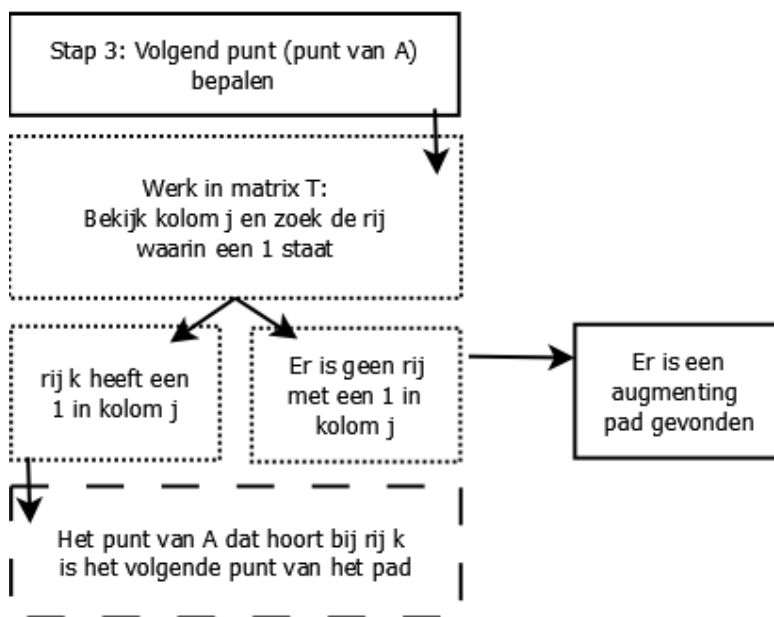 Stap 3: Volgend punt (punt van A)
bepalen
Werk in matrix T:
Bekijk kolom j en zoek de rij
waarin een 1 staat
rij k heeft een
1 in kolom j
Er is geen rij
met een 1 in
kolom j
Er is een
augmenting
pad gevonden
Het punt van A dat hoort bij rij k
is het volgende punt van het pad